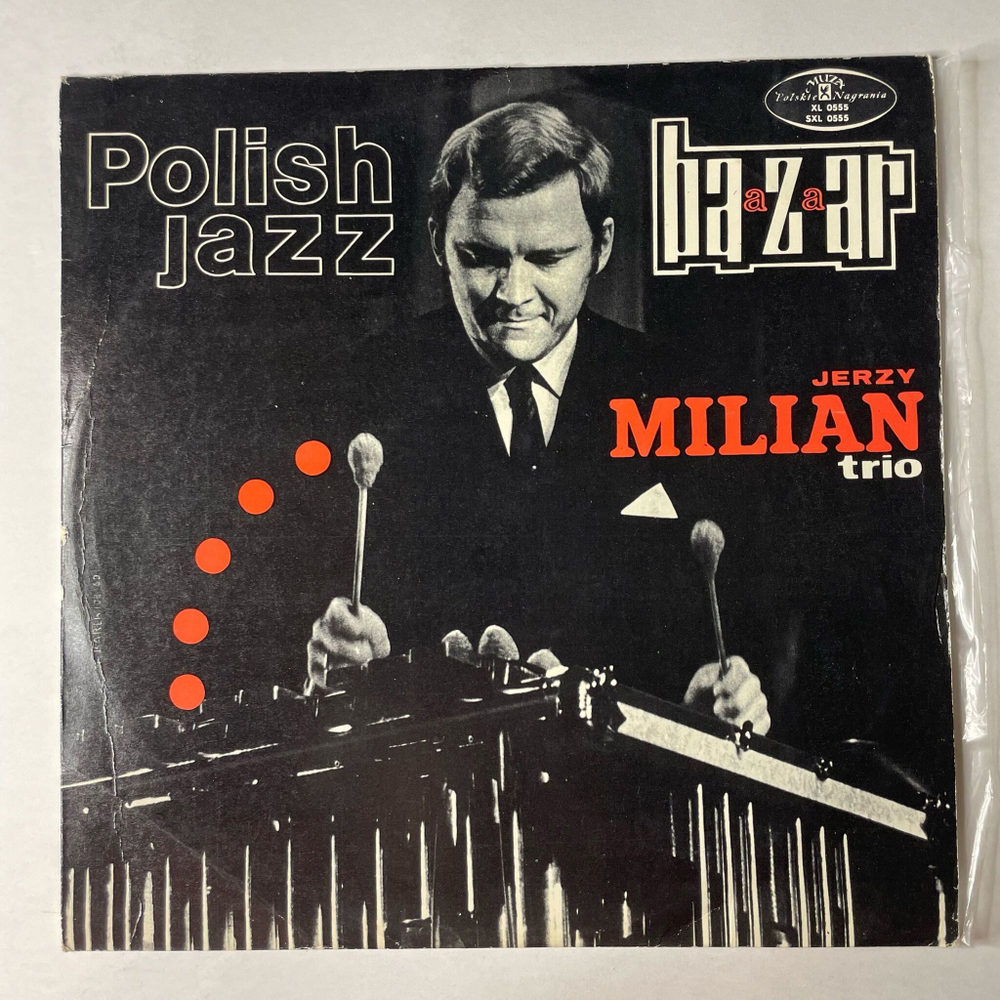 MUZA
Polskie Nagrania
XL 0555
SXL 0555
Polish
jazz
bazaar
JERZY
MILIAN
trio